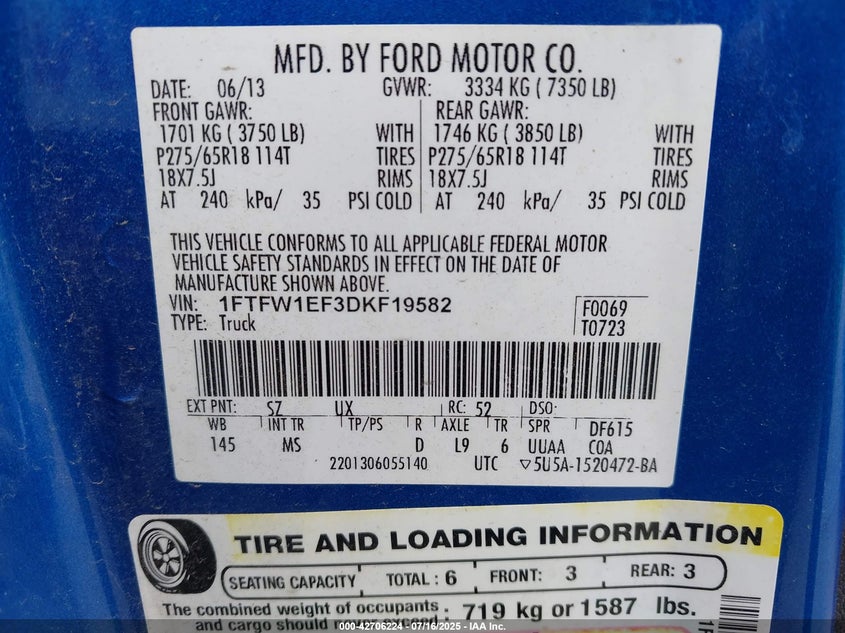 MFD. BY FORD MOTOR CO.
DATE: 06/13 GVWR: 3334 KG ( 7350 LB)
FRONT GAWR: REAR GAWR:
1701 KG ( 3750 LB) WITH 1746 KG ( 3850 LB) WITH
P275/65R18 114T TIRES P275/65R18 114T TIRES
18X7.5J RIMS 18X7.5J RIMS
AT 240 kPa/ 35 PSI COLD AT 240 kPa/ 35 PSI COLD
THIS VEHICLE CONFORMS TO ALL APPLICABLE FEDERAL MOTOR
VEHICLE SAFETY STANDARDS IN EFFECT ON THE DATE OF
MANUFACTURE SHOWN ABOVE.
VIN: 1FTFW1EF3DKF19582 F0069
TYPE: Truck T0723
EXT PNT: SZ UX RC: 52 DSO:
WB INT TR TP/PS R AXLE TR SPR DF615
145 MS D L9 6 UUAA COA
2201306055140 UTC ▽5U5A-1520472-BA
TIRE AND LOADING INFORMATION
SEATING CAPACITY TOTAL : 6 FRONT: 3 REAR: 3
The combined weight of occupants 719 kg or 1587 lbs.
and cargo should
000-42706224 - 07/16/2025 - IAA Inc.